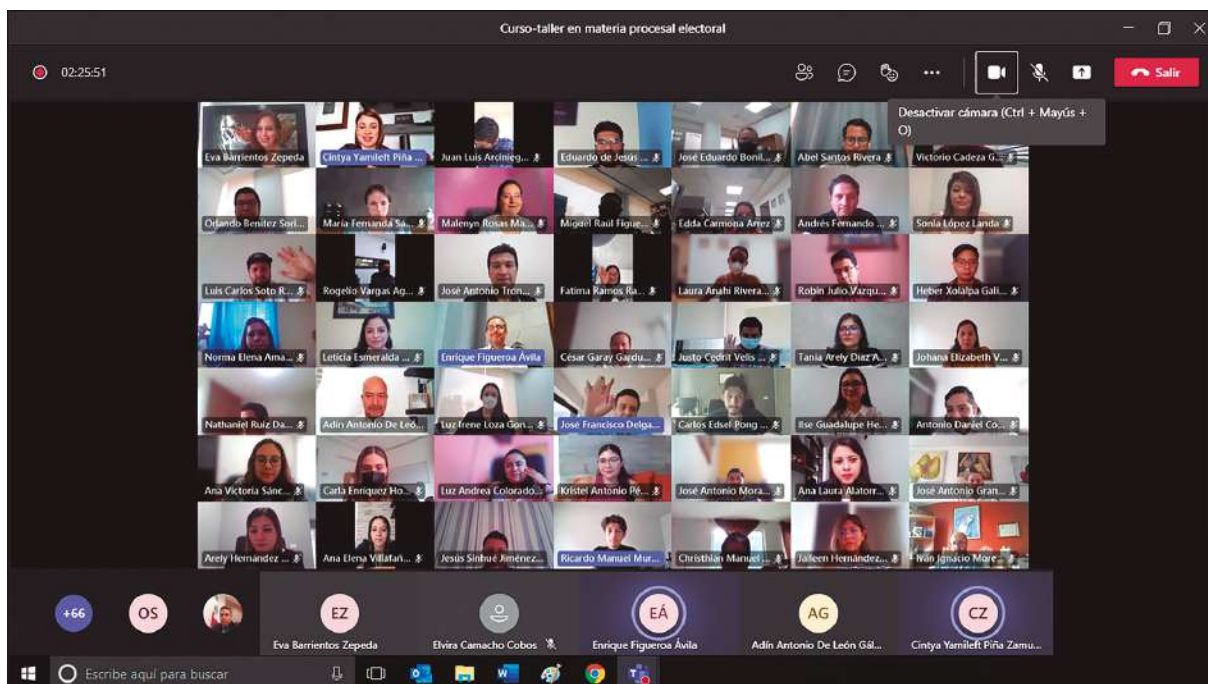 Curso-taller en materia procesal electoral
02:25:51
Salir
Desactivar cámara (Ctrl + Mayús +
O)
Eva Barrientos Zepeda Cintya Yamileft Piña ... Juan Luis Arcinieg... Eduardo de Jesus ... José Eduardo Bonil... Abel Santos Rivera Victorio Cadeza G...
Orlando Benitez Sori... María Fernanda Sá... Malenyn Rosas Ma... Miguel Raúl Figue... Edda Carmona Arrez Andrés Fernando ... Sonia López Landa
Luis Carlos Soto R... Rogelio Vargas Ag... José Antonio Tron... Fatima Ramos Ra... Laura Anahi Rivera... Robin Julio Vazqu... Heber Xolalpa Gali...
Norma Elena Ama... Leticia Esmeralda ... Enrique Figueroa Ávila César Garay Gardu... Justo Cedrit Velis ... Tania Arely Díaz A... Johana Elizabeth V...
Nathaniel Ruiz Da... Adín Antonio De Leó... Luz Irene Loza Gon... José Francisco Delga... Carlos Edsel Pong ... Ilse Guadalupe He... Antonio Daniel Co...
Ana Victoria Sánc... Carla Enríquez Ho... Luz Andrea Colorado... Kristel Antonio Pé... José Antonio Mora... Ana Laura Alatorr... José Antonio Gran...
Arely Hernández ... Ana Elena Villafañ... Jesús Sinhué Jiménez... Ricardo Manuel Mur... Christhian Manuel ... Jaileen Hernández... Iván Ignacio More...
+66 OS EZ EÁ AG CZ
Eva Barrientos Zepeda Elvira Camacho Cobos Enrique Figueroa Ávila Adín Antonio De León Gál... Cintya Yamileft Piña Zamu...
Escribe aquí para buscar